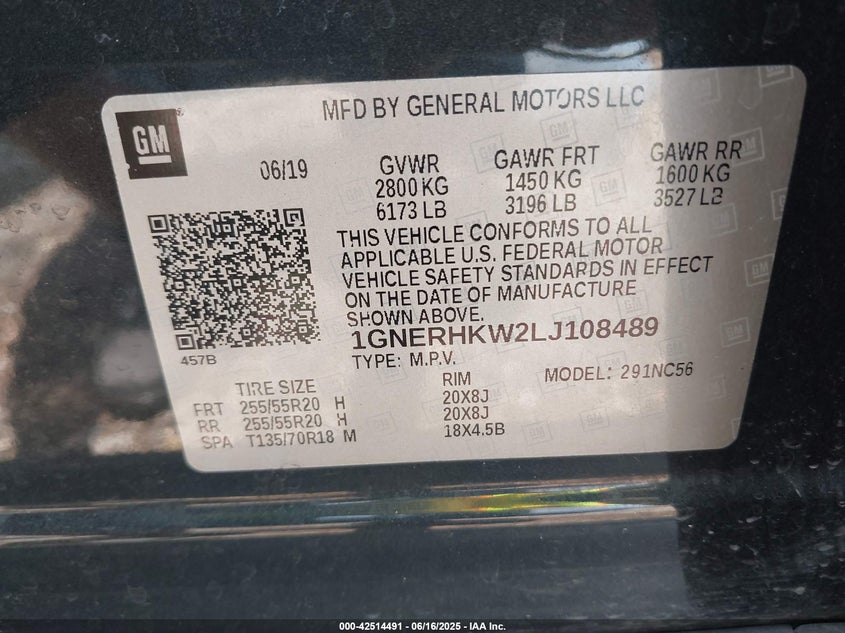 MFD BY GENERAL MOTORS LLC
GM
06/19
GVWR GAWR FRT GAWR RR
2800 KG 1450 KG 1600 KG
6173 LB 3196 LB 3527 LB
THIS VEHICLE CONFORMS TO ALL
APPLICABLE U.S. FEDERAL MOTOR
VEHICLE SAFETY STANDARDS IN EFFECT
ON THE DATE OF MANUFACTURE
SHOWN ABOVE.
1GNERHKW2LJ108489
457B
TYPE: M.P.V.
MODEL: 291NC56
TIRE SIZE RIM
FRT 255/55R20 H 20X8J
RR 255/55R20 H 20X8J
SPA T135/70R18 M 18X4.5B
000-42514491 - 06/16/2025 - IAA Inc.